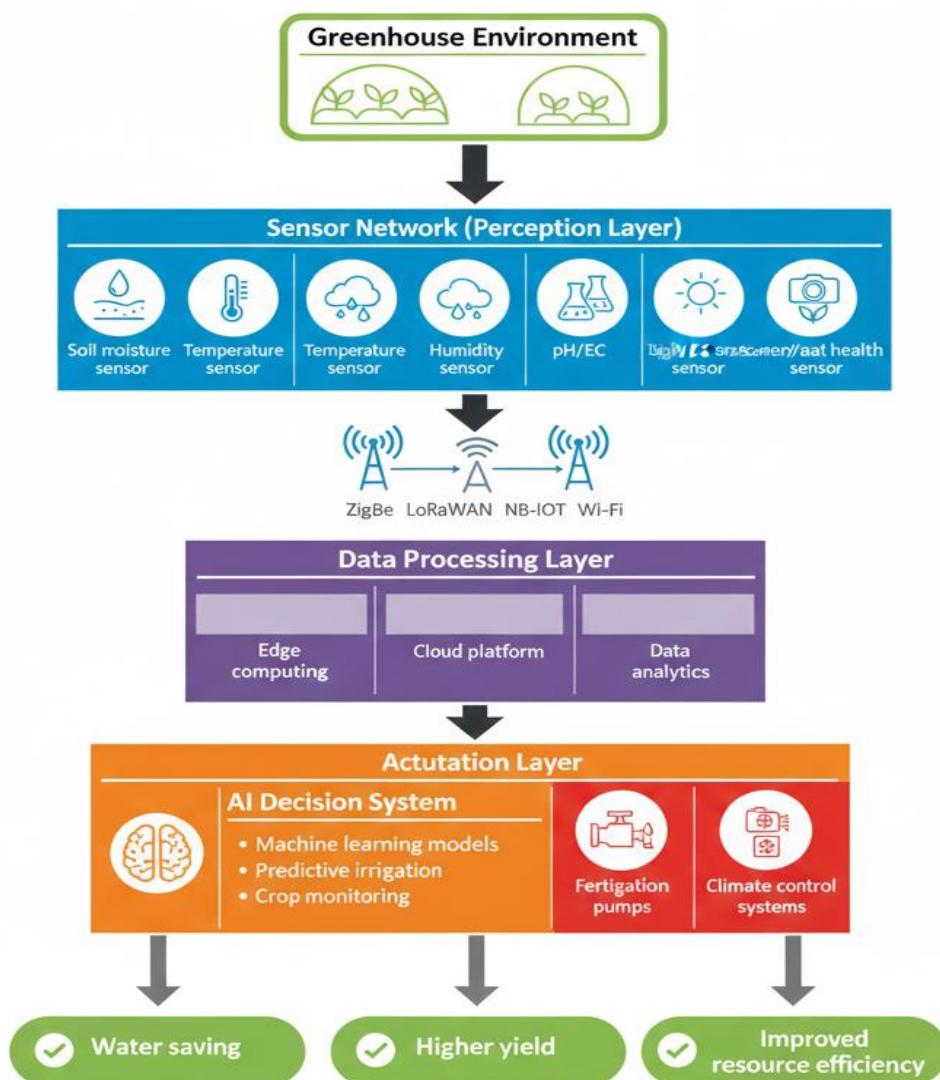 Greenhouse Environment
Sensor Network (Perception Layer)
Soil moisture
sensor
Temperature
sensor
Temperature
sensor
Humidity
sensor
pH/EC
sensor
health
sensor
ZigBe LoRaWAN NB-IOT Wi-Fi
Data Processing Layer
Edge
computing
Cloud platform
Data
analytics
Actutation Layer
AI Decision System
• Machine learning models
• Predictive irrigation
• Crop monitoring
Fertigation
pumps
Climate control
systems
Water saving
Higher yield
Improved
resource efficiency